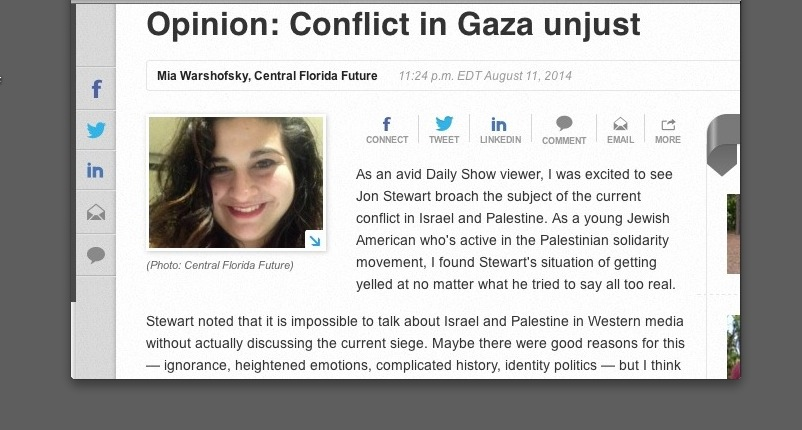 Opinion: Conflict in Gaza unjust
Mia Warshofsky, Central Florida Future 11:24 p.m. EDT August 11, 2014
CONNECT TWEET LINKEDIN COMMENT EMAIL MORE
As an avid Daily Show viewer, I was excited to see
Jon Stewart broach the subject of the current
conflict in Israel and Palestine. As a young Jewish
American who's active in the Palestinian solidarity
movement, I found Stewart's situation of getting
yelled at no matter what he tried to say all too real.
(Photo: Central Florida Future)
Stewart noted that it is impossible to talk about Israel and Palestine in Western media
without actually discussing the current siege. Maybe there were good reasons for this
— ignorance, heightened emotions, complicated history, identity politics — but I think